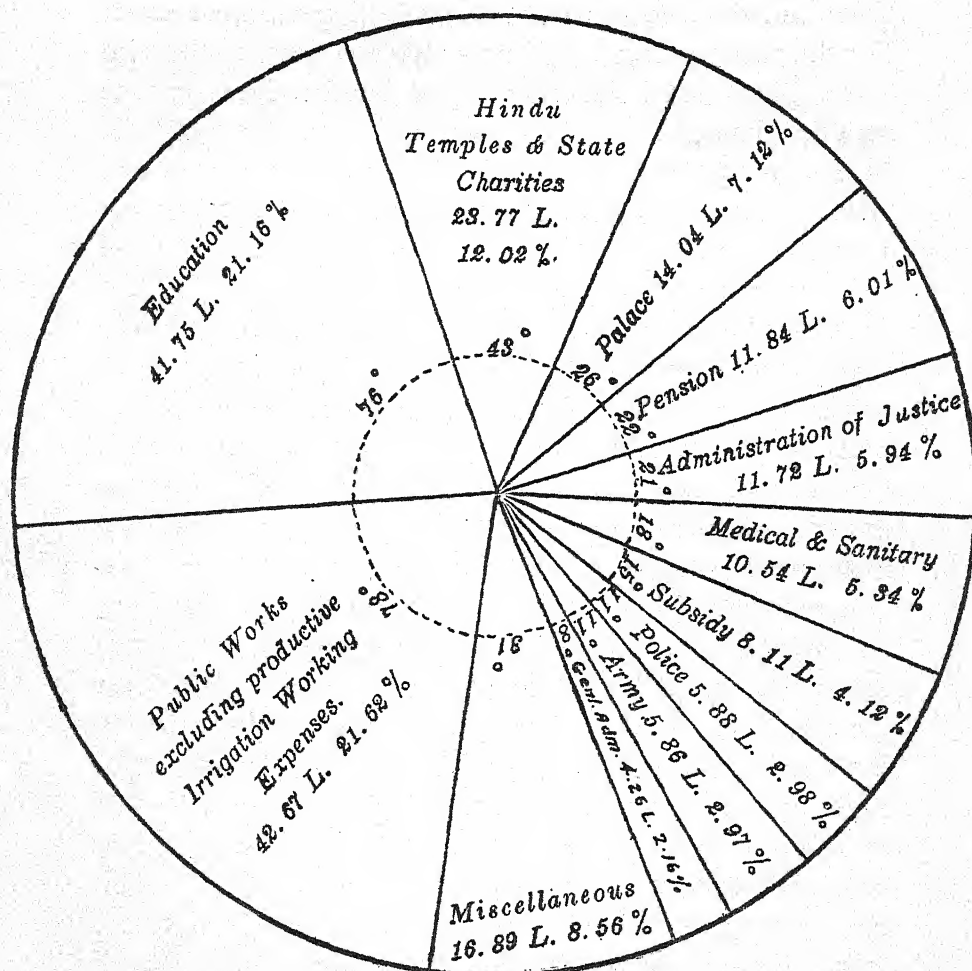 Hindu
Temples & State
Charities
23.77 L.
12.02 %.
43°
Palace 14.04 L. 7.12%
26°
Pension 11.84 L. 6.01 %
22°
Administration of Justice
11.72 L. 5.94 %
21°
Medical & Sanitary
10.54 L. 5.34 %
18°
Subsidy 8.11 L. 4.12 %
15°
Police 5.88 L. 2.98 %
11°
Army 5.86 L. 2.97 %
11°
Genl. Adm. 4.26 L. 2.16%
8°
Miscellaneous
16.89 L. 8.56 %
31°
Public Works
excluding productive
Irrigation Working
Expenses.
42.67 L. 21.62 %
78°
Education
41.75 L. 21.16 %
76°